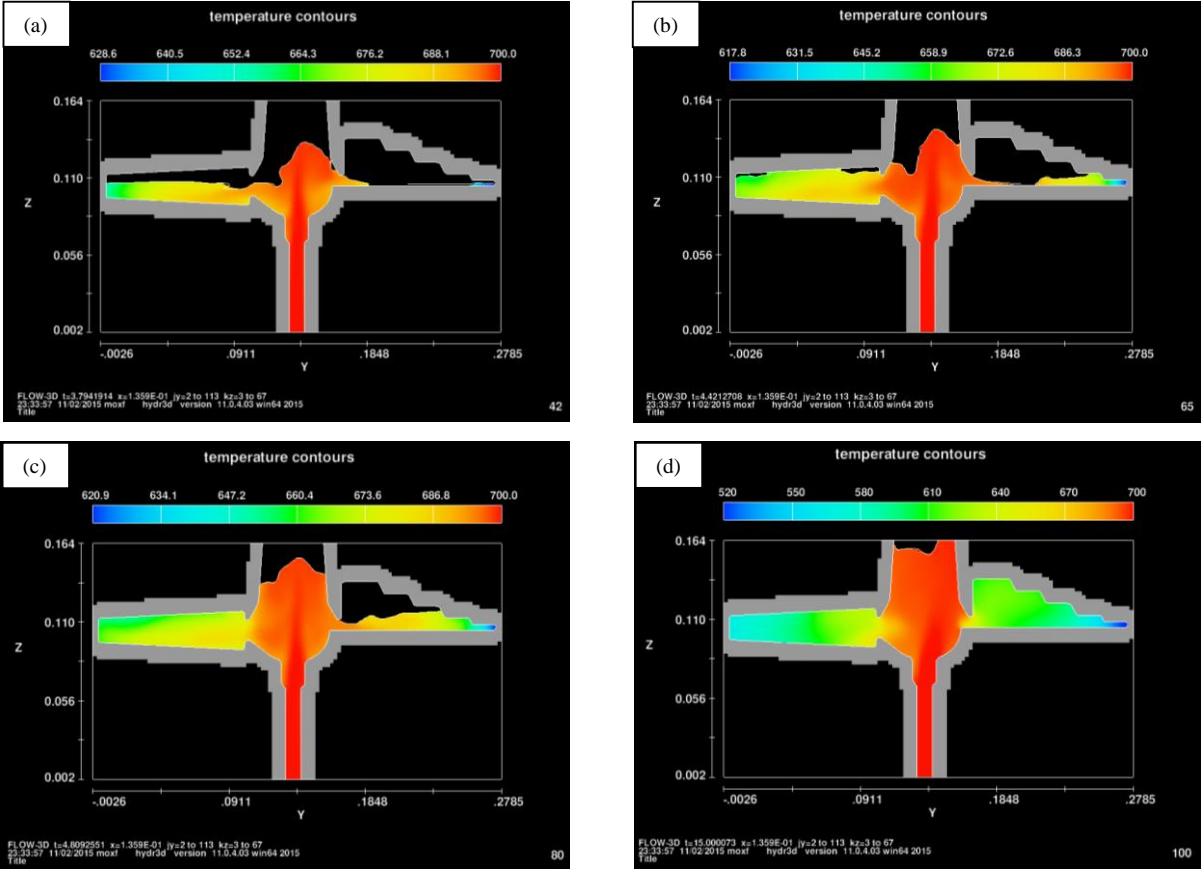 (a)
temperature contours
628.6 640.5 652.4 664.3 676.2 688.1 700.0
0.164
0.110
Z
0.056
0.002
-.0026 .0911 .1848 .2785
Y
FLOW-3D t=3.7941914 x=1.359E-01 jy=2 to 113 kz=3 to 67
23:33:57 11/02/2015 moxf hydr3d version 11.0.4.03 win64 2015
Title
42
(b)
temperature contours
617.8 631.5 645.2 658.9 672.6 686.3 700.0
0.164
0.110
Z
0.056
0.002
-.0026 .0911 .1848 .2785
Y
FLOW-3D t=4.4212708 x=1.359E-01 jy=2 to 113 kz=3 to 67
23:33:57 11/02/2015 moxf hydr3d version 11.0.4.03 win64 2015
Title
65
(c)
temperature contours
620.9 634.1 647.2 660.4 673.6 686.8 700.0
0.164
0.110
Z
0.056
0.002
-.0026 .0911 .1848 .2785
Y
FLOW-3D t=4.8092551 x=1.359E-01 jy=2 to 113 kz=3 to 67
23:33:57 11/02/2015 moxf hydr3d version 11.0.4.03 win64 2015
Title
80
(d)
temperature contours
520 550 580 610 640 670 700
0.164
0.110
Z
0.056
0.002
-.0026 .0911 .1848 .2785
Y
FLOW-3D t=15.000073 x=1.359E-01 jy=2 to 113 kz=3 to 67
23:33:57 11/02/2015 moxf hydr3d version 11.0.4.03 win64 2015
Title
100